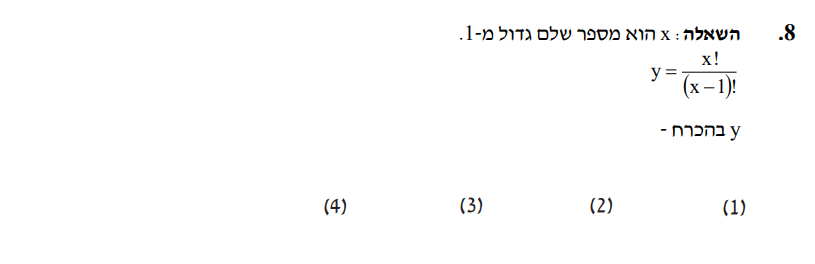 8. השאלה: x הוא מספר שלם גדול מ-1.
y = x! / (x – 1)!
y בהכרח -
(1) (2) (3) (4)